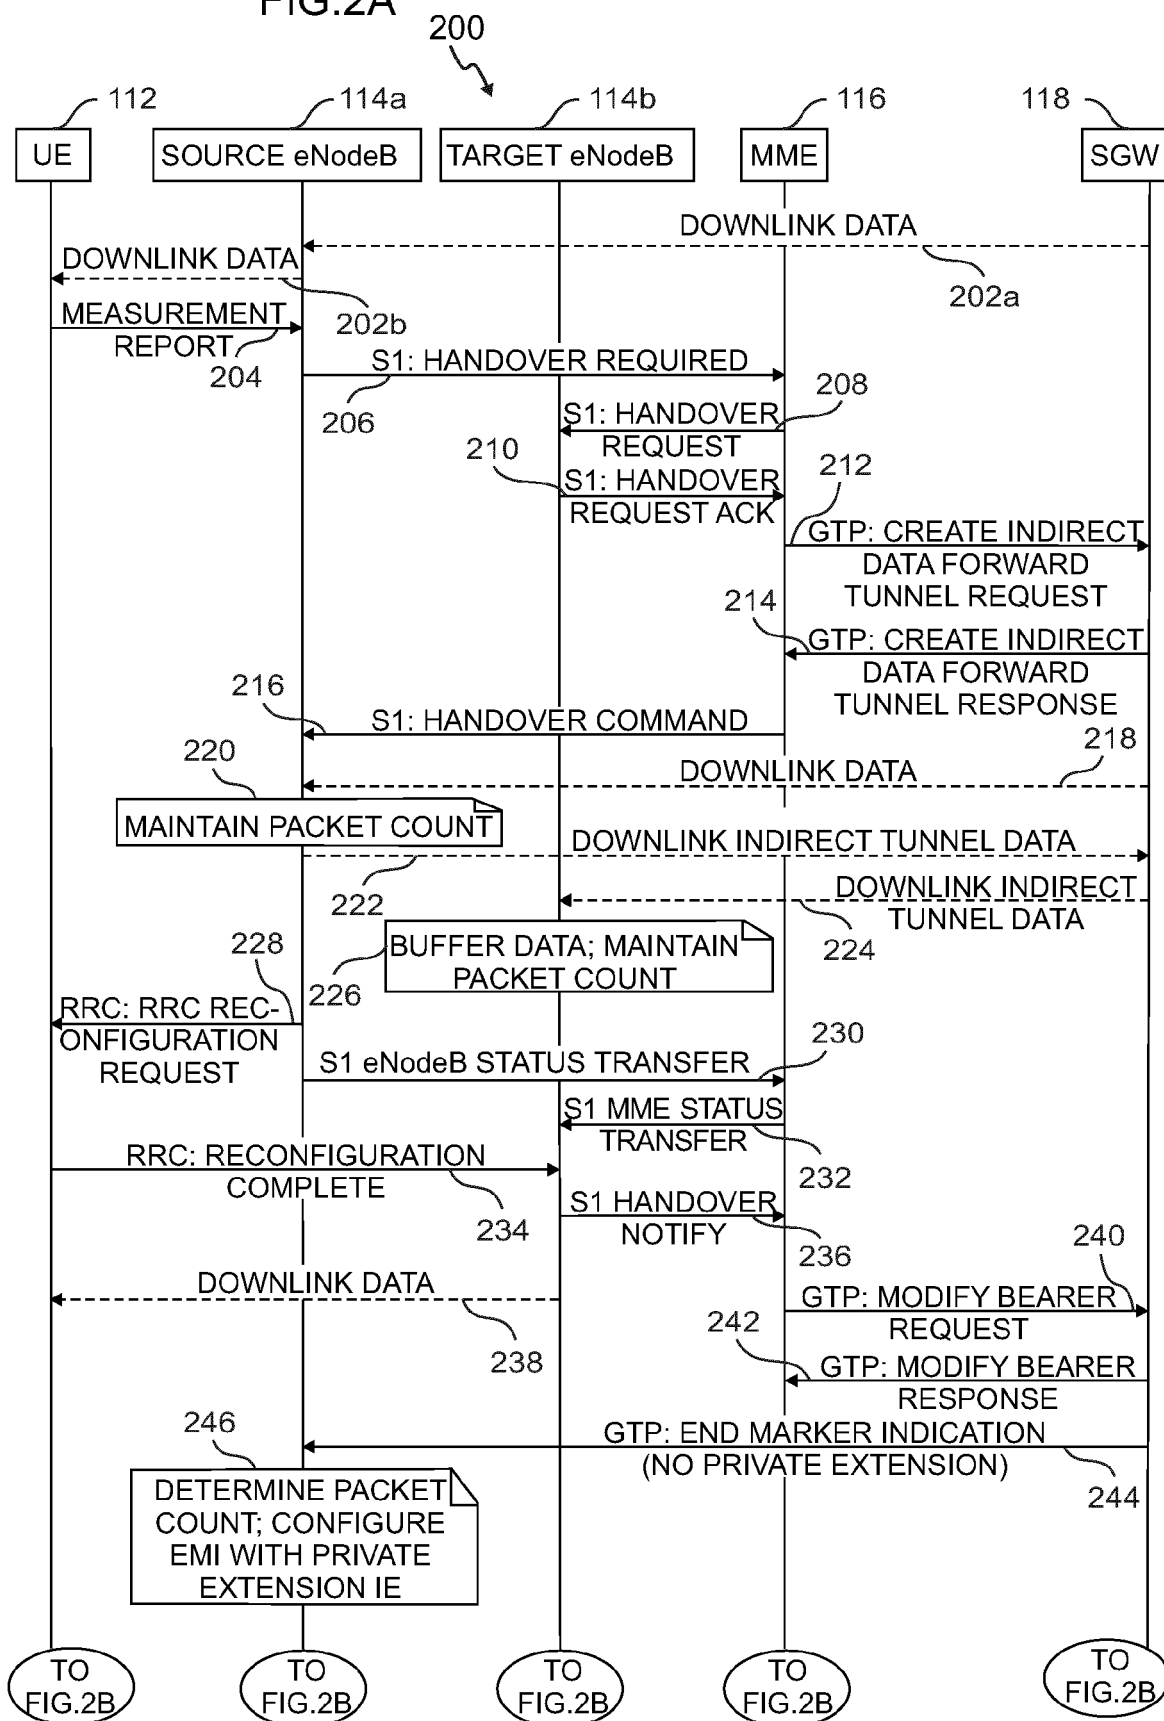 FIG.2A
200
112
114a
114b
116
118
UE
SOURCE eNodeB
TARGET eNodeB
MME
SGW
DOWNLINK DATA
202a
DOWNLINK DATA
202b
MEASUREMENT
REPORT
204
S1: HANDOVER REQUIRED
206
208
S1: HANDOVER
REQUEST
210
S1: HANDOVER
REQUEST ACK
212
GTP: CREATE INDIRECT
DATA FORWARD
TUNNEL REQUEST
214
GTP: CREATE INDIRECT
DATA FORWARD
TUNNEL RESPONSE
216
S1: HANDOVER COMMAND
218
DOWNLINK DATA
220
MAINTAIN PACKET COUNT
DOWNLINK INDIRECT TUNNEL DATA
222
DOWNLINK INDIRECT
TUNNEL DATA
224
BUFFER DATA; MAINTAIN
PACKET COUNT
226
228
RRC: RRC REC-
ONFIGURATION
REQUEST
230
S1 eNodeB STATUS TRANSFER
S1 MME STATUS
TRANSFER
232
RRC: RECONFIGURATION
COMPLETE
234
S1 HANDOVER
NOTIFY
236
DOWNLINK DATA
238
240
GTP: MODIFY BEARER
REQUEST
242
GTP: MODIFY BEARER
RESPONSE
GTP: END MARKER INDICATION
(NO PRIVATE EXTENSION)
244
246
DETERMINE PACKET
COUNT; CONFIGURE
EMI WITH PRIVATE
EXTENSION IE
TO
FIG.2B
TO
FIG.2B
TO
FIG.2B
TO
FIG.2B
TO
FIG.2B